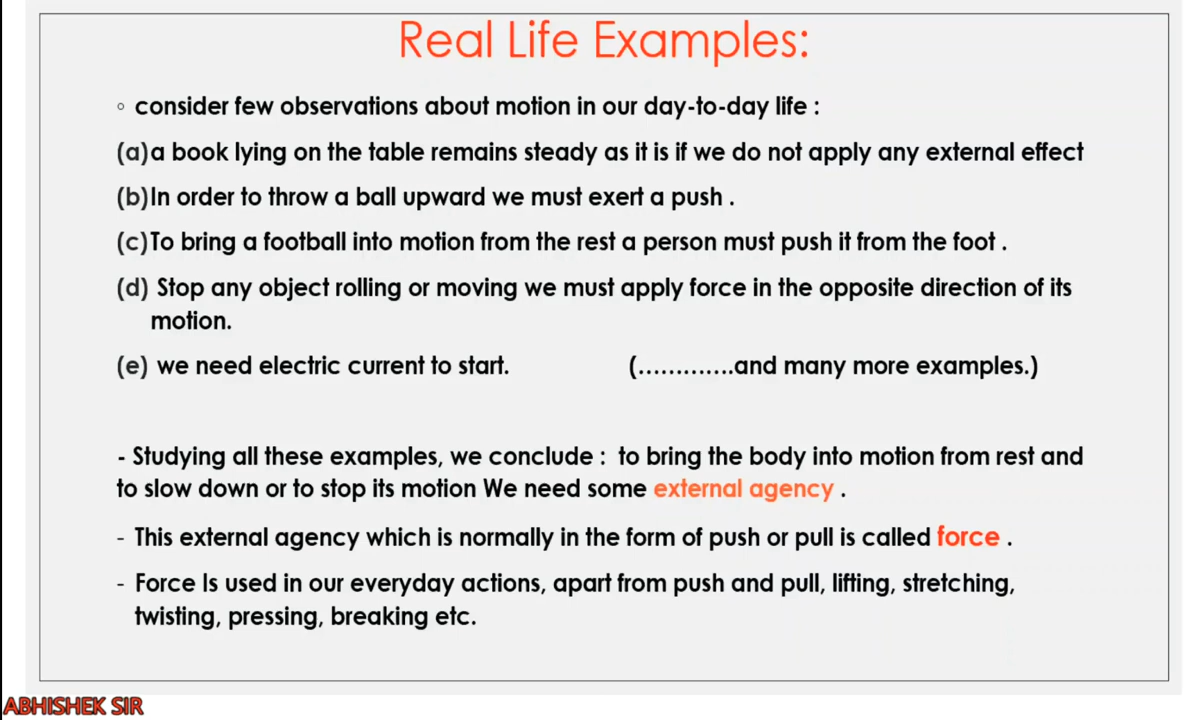 Real Life Examples:
◦ consider few observations about motion in our day-to-day life :
(a)a book lying on the table remains steady as it is if we do not apply any external effect
(b)In order to throw a ball upward we must exert a push .
(c)To bring a football into motion from the rest a person must push it from the foot .
(d) Stop any object rolling or moving we must apply force in the opposite direction of its
motion.
(e) we need electric current to start. (.............and many more examples.)
- Studying all these examples, we conclude : to bring the body into motion from rest and
to slow down or to stop its motion We need some external agency .
- This external agency which is normally in the form of push or pull is called force .
- Force Is used in our everyday actions, apart from push and pull, lifting, stretching,
twisting, pressing, breaking etc.
ABHISHEK SIR